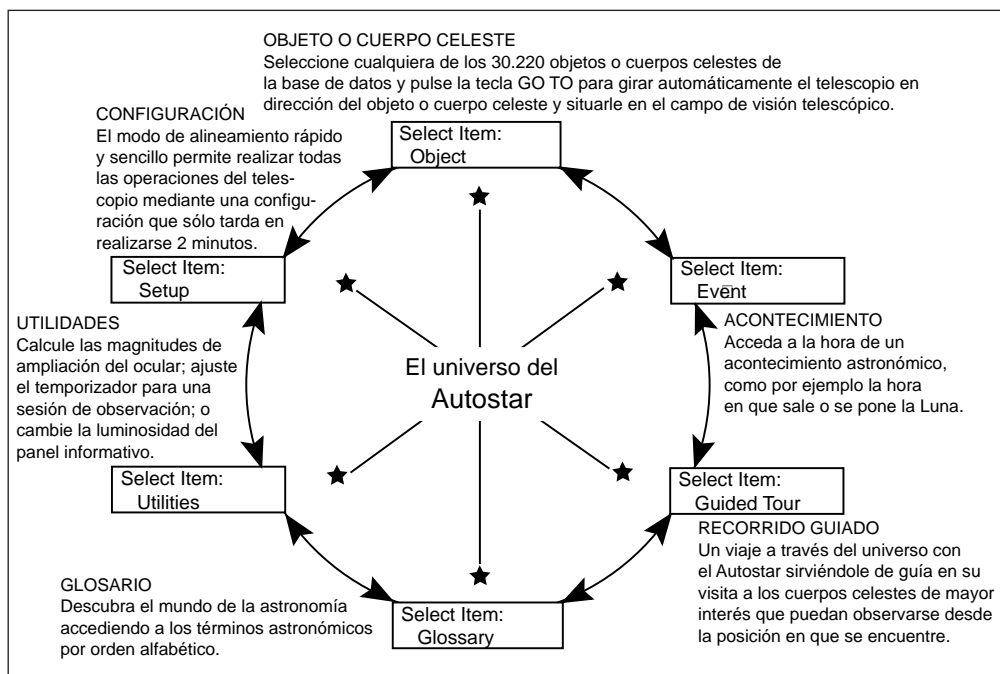 OBJETO O CUERPO CELESTE
Seleccione cualquiera de los 30.220 objetos o cuerpos celestes de
la base de datos y pulse la tecla GO TO para girar automáticamente el telescopio en
dirección del objeto o cuerpo celeste y situarle en el campo de visión telescópico.
CONFIGURACIÓN
El modo de alineamiento rápido
y sencillo permite realizar todas
las operaciones del teles-
copio mediante una configu-
ración que sólo tarda en
realizarse 2 minutos.
Select Item:
Object
Select Item:
Setup
Select Item:
Event
UTILIDADES
Calcule las magnitudes de
ampliación del ocular; ajuste
el temporizador para una
sesión de observación; o
cambie la luminosidad del
panel informativo.
El universo del
Autostar
ACONTECIMIENTO
Acceda a la hora de un
acontecimiento astronómico,
como por ejemplo la hora
en que sale o se pone la Luna.
Select Item:
Utilities
Select Item:
Guided Tour
RECORRIDO GUIADO
Un viaje a través del universo con
el Autostar sirviéndole de guía en su
visita a los cuerpos celestes de mayor
interés que puedan observarse desde
la posición en que se encuentre.
GLOSARIO
Descubra el mundo de la astronomía
accediendo a los términos astronómicos
por orden alfabético.
Select Item:
Glossary